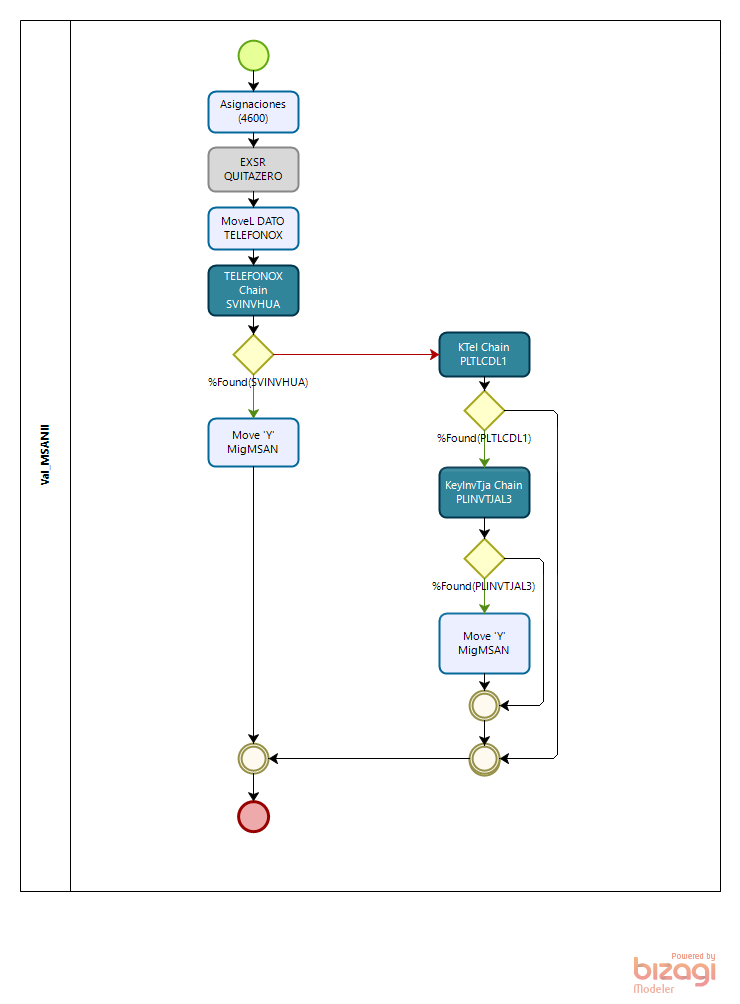 Val_MSANII
Asignaciones
(4600)
EXSR
QUITAZERO
MoveL DATO
TELEFONOX
TELEFONOX
Chain
SVINVHUA
%Found(SVINVHUA)
Move 'Y'
MigMSAN
KTel Chain
PLTLCDL1
%Found(PLTLCDL1)
KeyInvTja Chain
PLINVTJAL3
%Found(PLINVTJAL3)
Move 'Y'
MigMSAN
Powered by
bizagi
Modeler